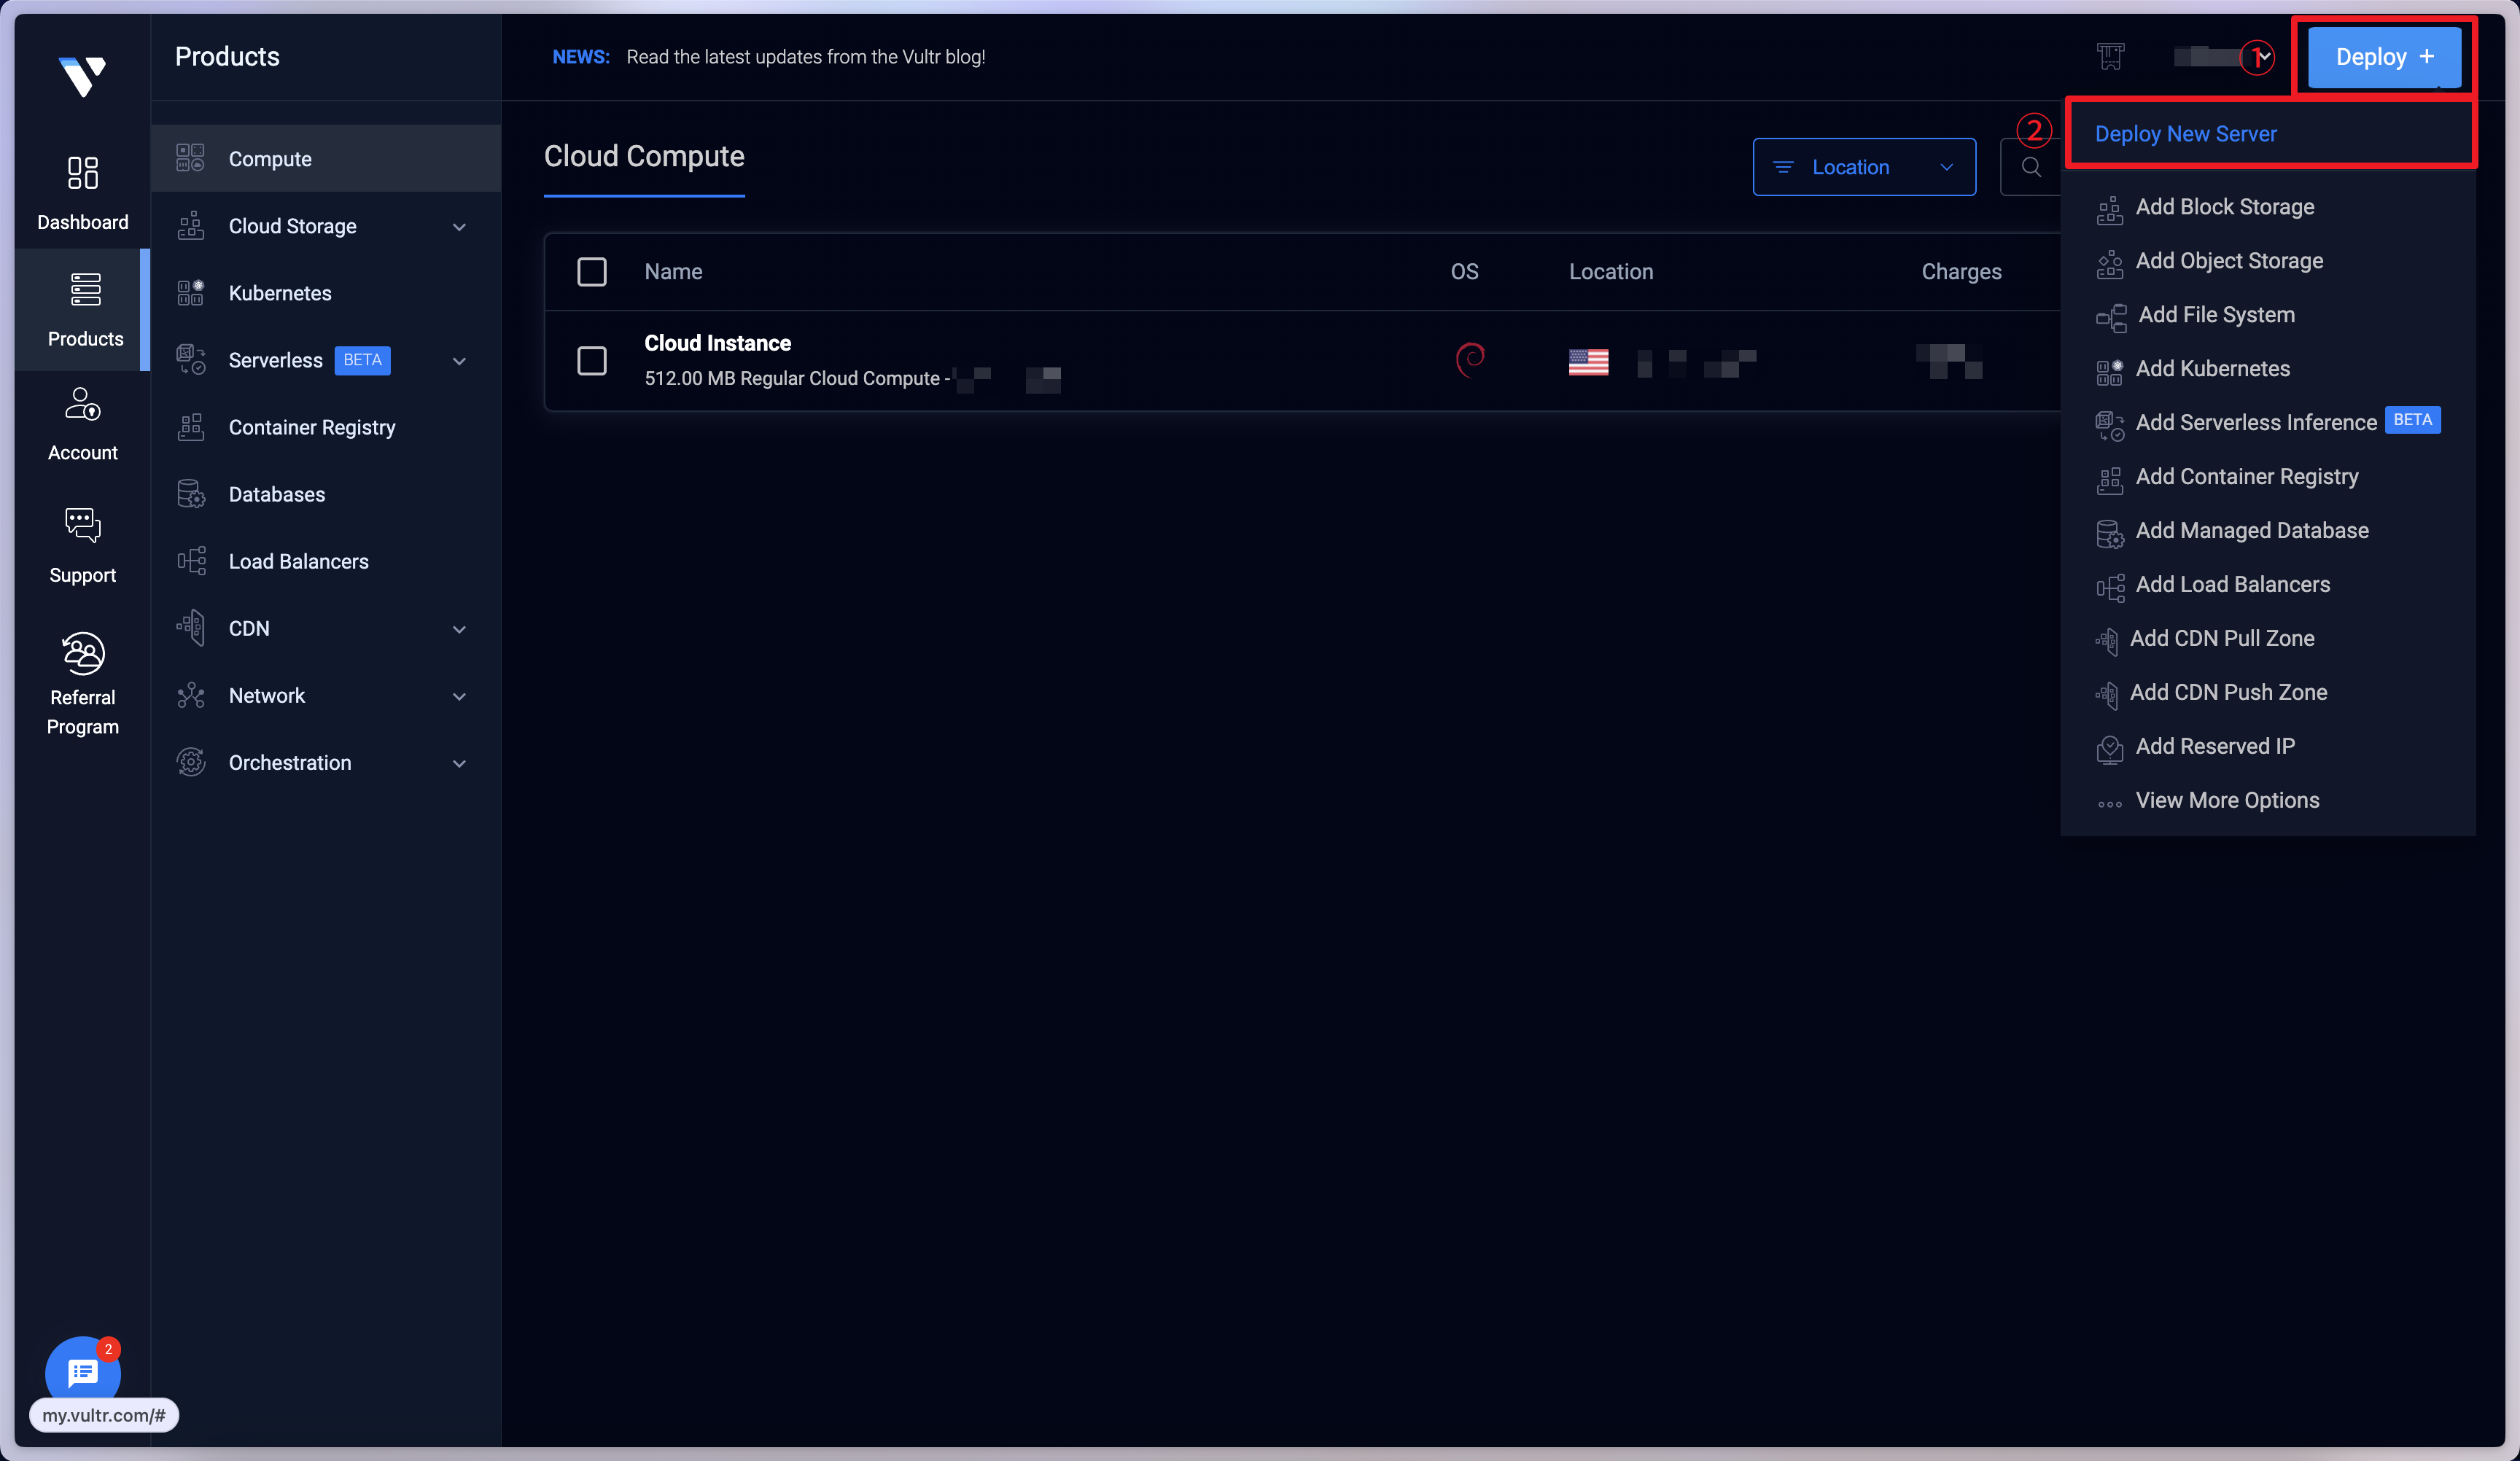 Products
NEWS: Read the latest updates from the Vultr blog!
①
Deploy +
②
Deploy New Server
Dashboard
Products
Account
Support
Referral
Program
Compute
Cloud Storage
Kubernetes
Serverless BETA
Container Registry
Databases
Load Balancers
CDN
Network
Orchestration
Cloud Compute
Location
Name OS Location Charges
Cloud Instance
512.00 MB Regular Cloud Compute -
Add Block Storage
Add Object Storage
Add File System
Add Kubernetes
Add Serverless Inference BETA
Add Container Registry
Add Managed Database
Add Load Balancers
Add CDN Pull Zone
Add CDN Push Zone
Add Reserved IP
View More Options
2
my.vultr.com/#